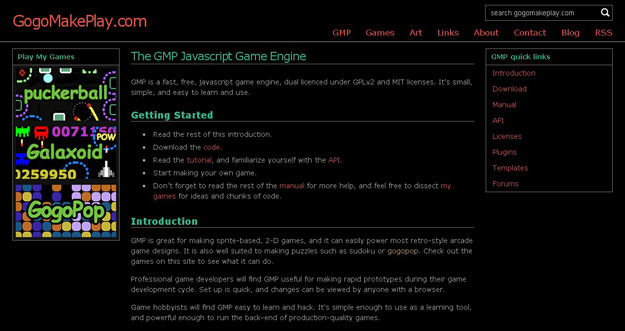 search gogomakeplay.com
GogoMakePlay.com
GMP Games Art Links About Contact Blog RSS
Play My Games
puckerball
007115
POW
Galaxoid
0259950
GogoPop
The GMP Javascript Game Engine
GMP is a fast, free, javascript game engine, dual licenced under GPLv2 and MIT licenses. It's small,
simple, and easy to learn and use.
Getting Started
Read the rest of this introduction.
Download the code.
Read the tutorial, and familiarize yourself with the API.
Start making your own game.
Don't forget to read the rest of the manual for more help, and feel free to dissect my
games for ideas and chunks of code.
Introduction
GMP is great for making sprite-based, 2-D games, and it can easily power most retro-style arcade
game designs. It is also well suited to making puzzles such as sudoku or gogopop. Check out the
games on this site to see what it can do.
Professional game developers will find GMP useful for making rapid prototypes during their game
development cycle. Set up is quick, and changes can be viewed by anyone with a browser.
Game hobbyists will find GMP easy to learn and hack. It's simple enough to use as a learning tool,
and powerful enough to run the back-end of production-quality games.
GMP quick links
Introduction
Download
Manual
API
Licenses
Plugins
Templates
Forums